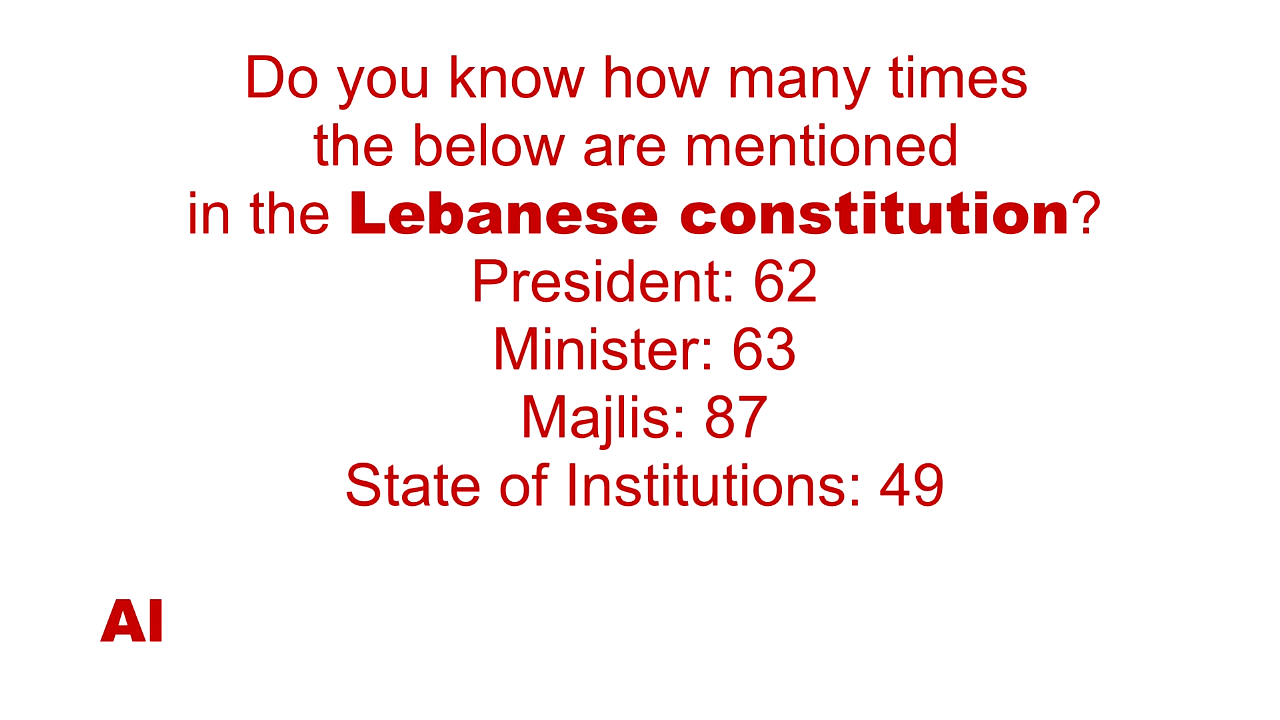 Do you know how many times
the below are mentioned
in the Lebanese constitution?
President: 62
Minister: 63
Majlis: 87
State of Institutions: 49
AI